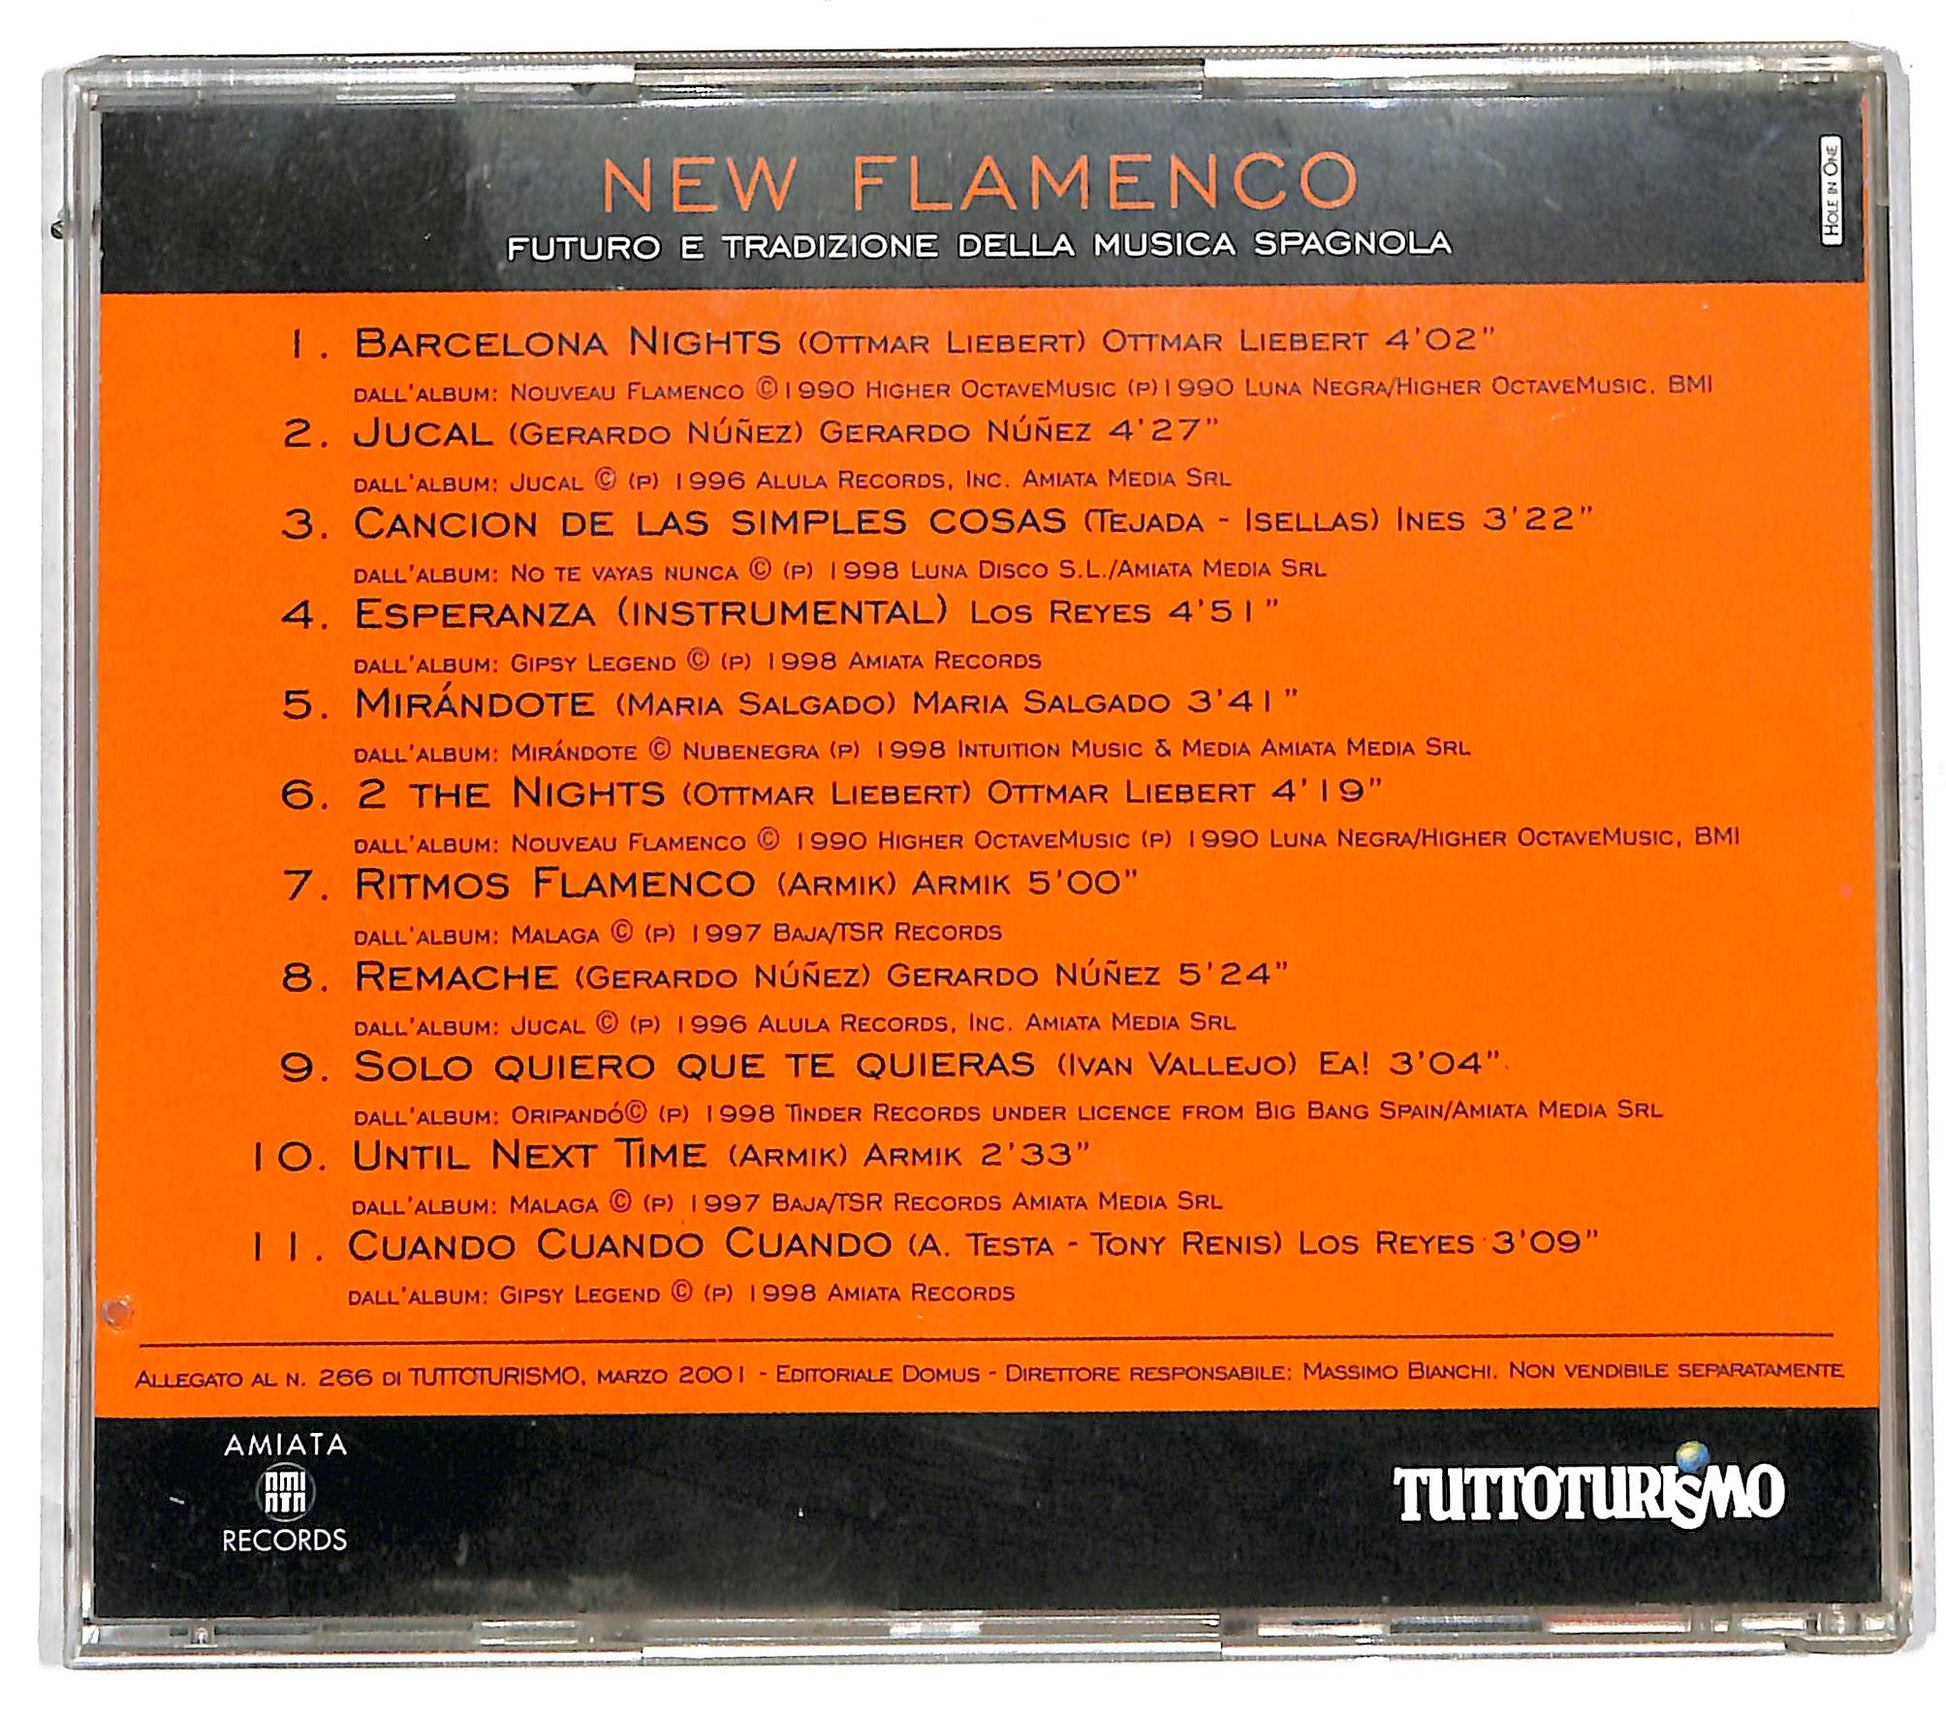 NEW FLAMENCO
FUTURO E TRADIZIONE DELLA MUSICA SPAGNOLA
HOLE IN ONE
1. BARCELONA NIGHTS (OTTMAR LIEBERT) OTTMAR LIEBERT 4'02"
DALL'ALBUM: NOUVEAU FLAMENCO ©1990 HIGHER OCTAVEMUSIC (P)1990 LUNA NEGRA/HIGHER OCTAVEMUSIC, BMI
2. JUCAL (GERARDO NÚÑEZ) GERARDO NÚÑEZ 4'27"
DALL'ALBUM: JUCAL © (P) 1996 ALULA RECORDS, INC. AMIATA MEDIA SRL
3. CANCION DE LAS SIMPLES COSAS (TEJADA - ISELLAS) INES 3'22"
DALL'ALBUM: NO TE VAYAS NUNCA © (P) 1998 LUNA DISCO S.L./AMIATA MEDIA SRL
4. ESPERANZA (INSTRUMENTAL) LOS REYES 4'51"
DALL'ALBUM: GIPSY LEGEND © (P) 1998 AMIATA RECORDS
5. MIRÁNDOTE (MARIA SALGADO) MARIA SALGADO 3'41"
DALL'ALBUM: MIRÁNDOTE © NUBENEGRA (P) 1998 INTUITION MUSIC & MEDIA AMIATA MEDIA SRL
6. 2 THE NIGHTS (OTTMAR LIEBERT) OTTMAR LIEBERT 4'19"
DALL'ALBUM: NOUVEAU FLAMENCO © 1990 HIGHER OCTAVEMUSIC (P) 1990 LUNA NEGRA/HIGHER OCTAVEMUSIC, BMI
7. RITMOS FLAMENCO (ARMIK) ARMIK 5'00"
DALL'ALBUM: MALAGA © (P) 1997 BAJA/TSR RECORDS
8. REMACHE (GERARDO NÚÑEZ) GERARDO NÚÑEZ 5'24"
DALL'ALBUM: JUCAL © (P) 1996 ALULA RECORDS, INC. AMIATA MEDIA SRL
9. SOLO QUIERO QUE TE QUIERAS (IVAN VALLEJO) EA! 3'04"
DALL'ALBUM: ORIPANDÓ© (P) 1998 TINDER RECORDS UNDER LICENCE FROM BIG BANG SPAIN/AMIATA MEDIA SRL
10. UNTIL NEXT TIME (ARMIK) ARMIK 2'33"
DALL'ALBUM: MALAGA © (P) 1997 BAJA/TSR RECORDS AMIATA MEDIA SRL
11. CUANDO CUANDO CUANDO (A. TESTA - TONY RENIS) LOS REYES 3'09"
DALL'ALBUM: GIPSY LEGEND © (P) 1998 AMIATA RECORDS
ALLEGATO AL N. 266 DI TUTTOTURISMO, MARZO 2001 - EDITORIALE DOMUS - DIRETTORE RESPONSABILE: MASSIMO BIANCHI. NON VENDIBILE SEPARATAMENTE
AMIATA
AMI
ATA
RECORDS
TUTTOTURISMO